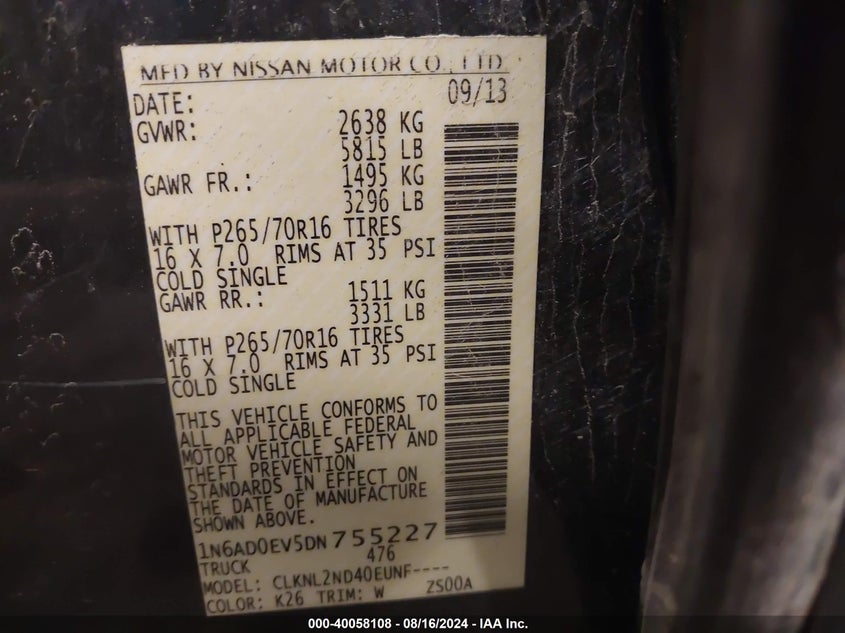 MFD BY NISSAN MOTOR CO., LTD.
DATE: 09/13
GVWR: 2638 KG
5815 LB
GAWR FR.: 1495 KG
3296 LB
WITH P265/70R16 TIRES
16 X 7.0 RIMS AT 35 PSI
COLD SINGLE
GAWR RR.: 1511 KG
3331 LB
WITH P265/70R16 TIRES
16 X 7.0 RIMS AT 35 PSI
COLD SINGLE
THIS VEHICLE CONFORMS TO
ALL APPLICABLE FEDERAL
MOTOR VEHICLE SAFETY AND
THEFT PREVENTION
STANDARDS IN EFFECT ON
THE DATE OF MANUFACTURE
SHOWN ABOVE.
1N6AD0EV5DN 755227
TRUCK 476
MODEL: CLKNL2ND40EUNF----
COLOR: K26 TRIM: W ZS00A
000-40058108 - 08/16/2024 - IAA Inc.